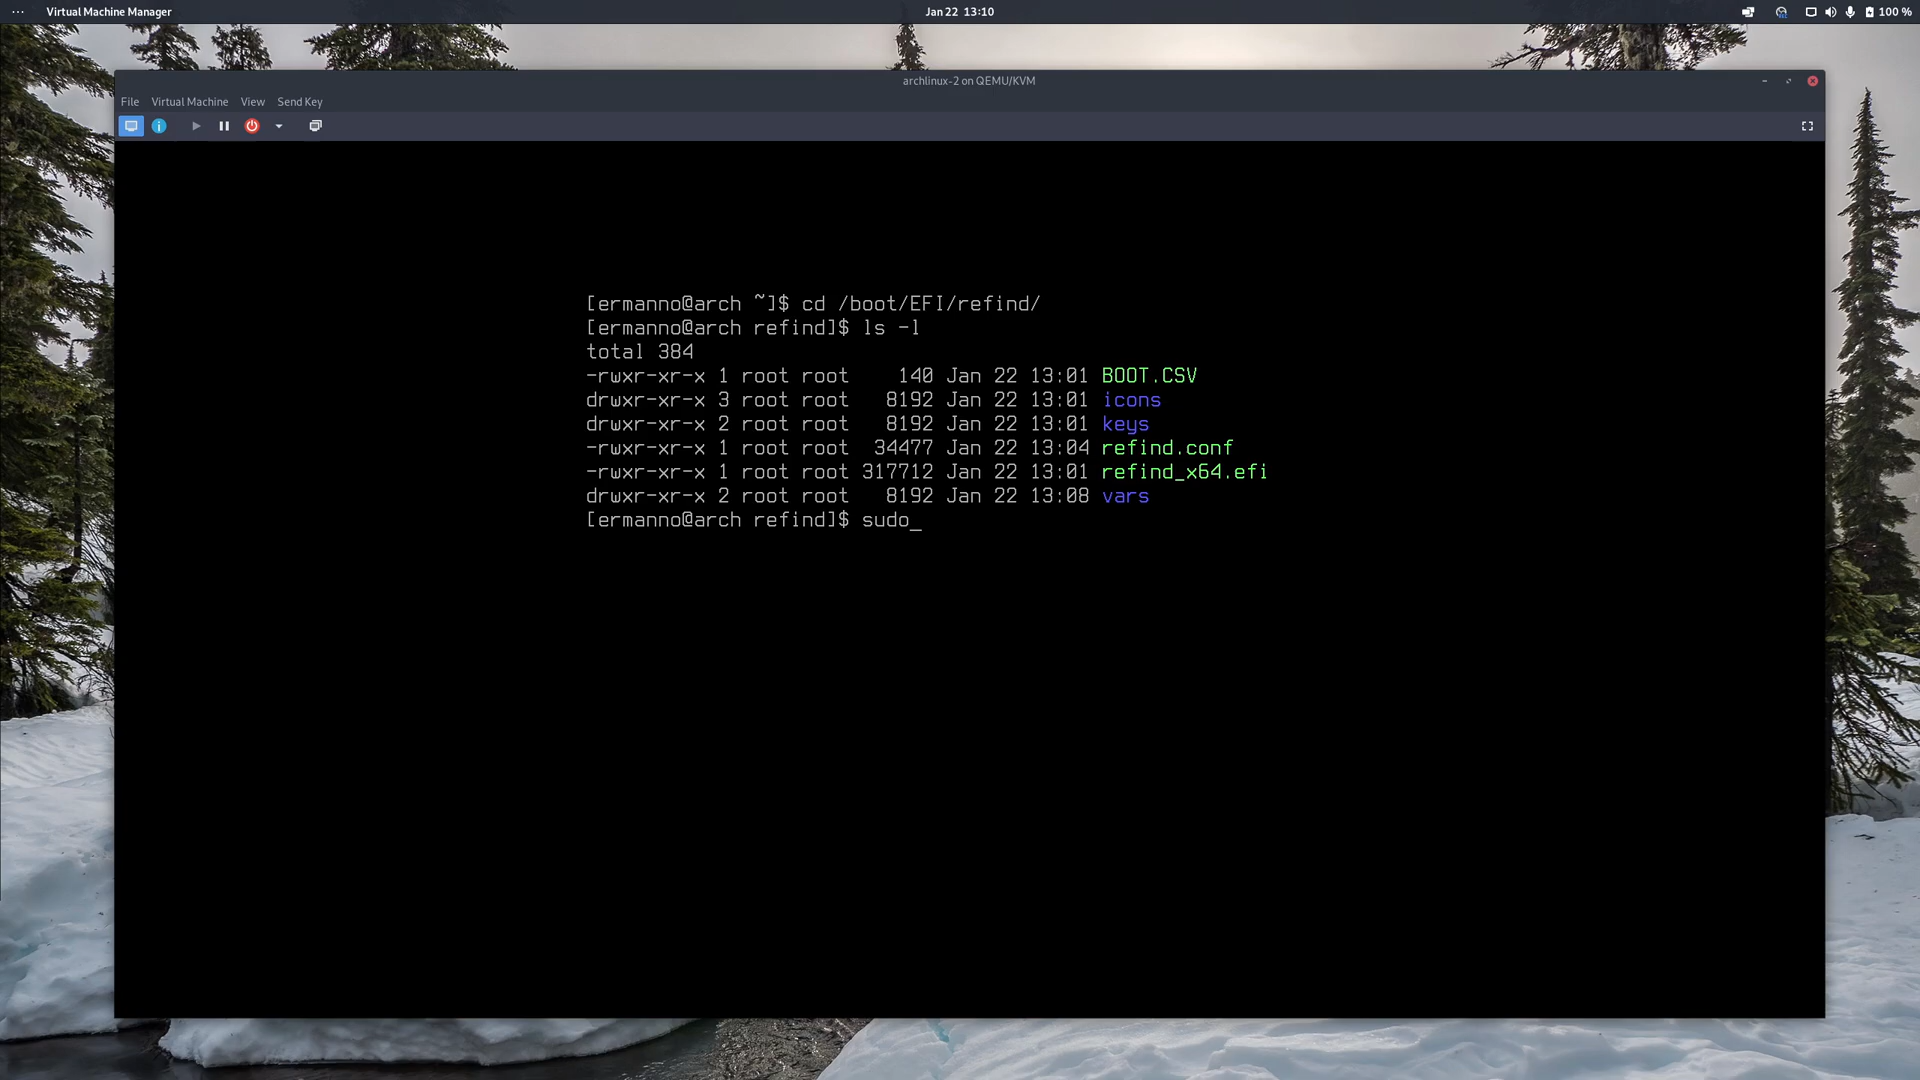 Virtual Machine Manager
Jan 22 13:10
100 %
archlinux-2 on QEMU/KVM
File Virtual Machine View Send Key
[ermanno@arch ~]$ cd /boot/EFI/refind/
[ermanno@arch refind]$ ls -l
total 384
-rwxr-xr-x 1 root root    140 Jan 22 13:01 BOOT.CSV
drwxr-xr-x 3 root root   8192 Jan 22 13:01 icons
drwxr-xr-x 2 root root   8192 Jan 22 13:01 keys
-rwxr-xr-x 1 root root  34477 Jan 22 13:04 refind.conf
-rwxr-xr-x 1 root root 317712 Jan 22 13:01 refind_x64.efi
drwxr-xr-x 2 root root   8192 Jan 22 13:08 vars
[ermanno@arch refind]$ sudo_